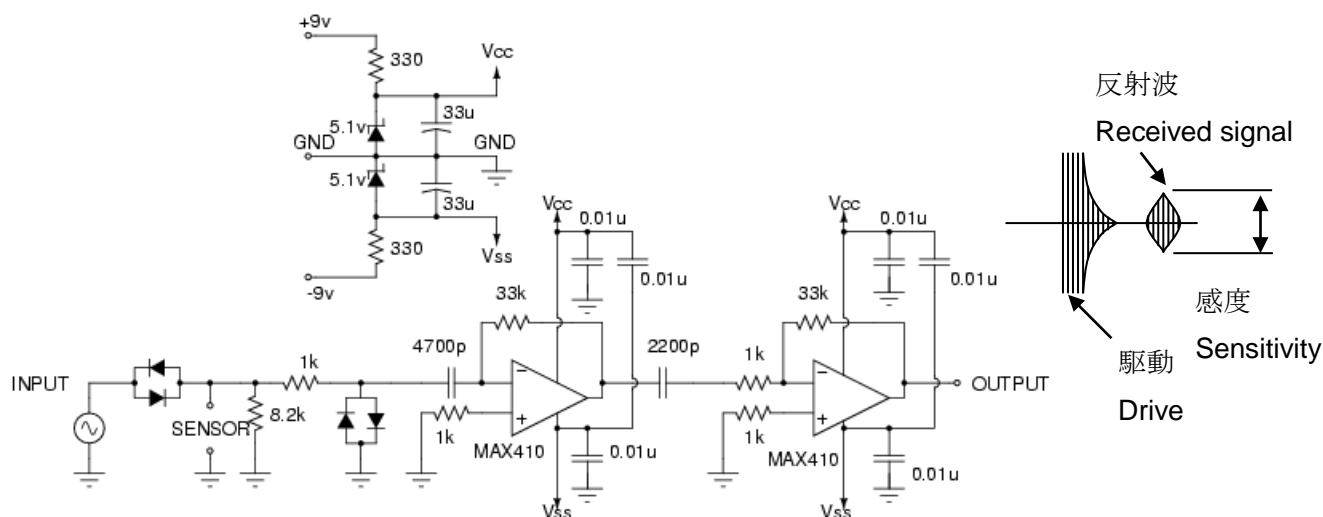 +9v
330
Vcc
33u
5.1v
GND
GND
5.1v
33u
330
Vss
-9v
INPUT
SENSOR
8.2k
1k
4700p
33k
1k
MAX410
Vcc
0.01u
0.01u
0.01u
Vss
2200p
1k
33k
1k
MAX410
Vcc
0.01u
0.01u
0.01u
Vss
OUTPUT
反射波
Received signal
感度
Sensitivity
駆動
Drive